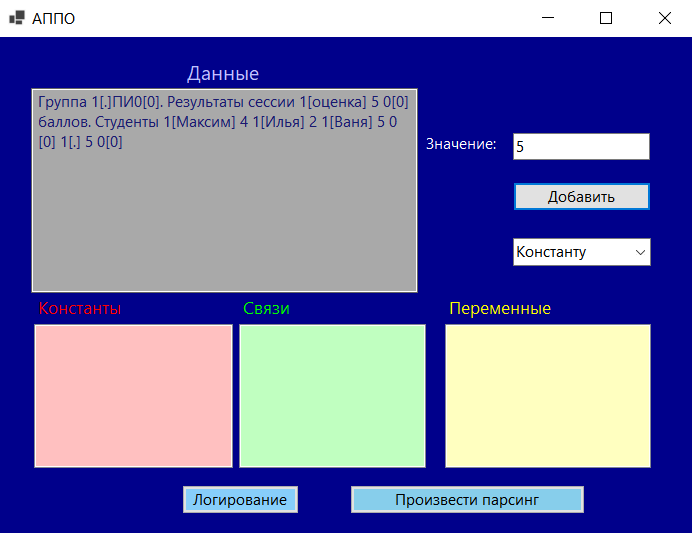 АППО
Данные
Группа 1[.]ПИ0[0]. Результаты сессии 1[оценка] 5 0[0]
баллов. Студенты 1[Максим] 4 1[Илья] 2 1[Ваня] 5 0
[0] 1[.] 5 0[0]
Значение:
5
Добавить
Константу
Константы
Связи
Переменные
Логирование
Произвести парсинг